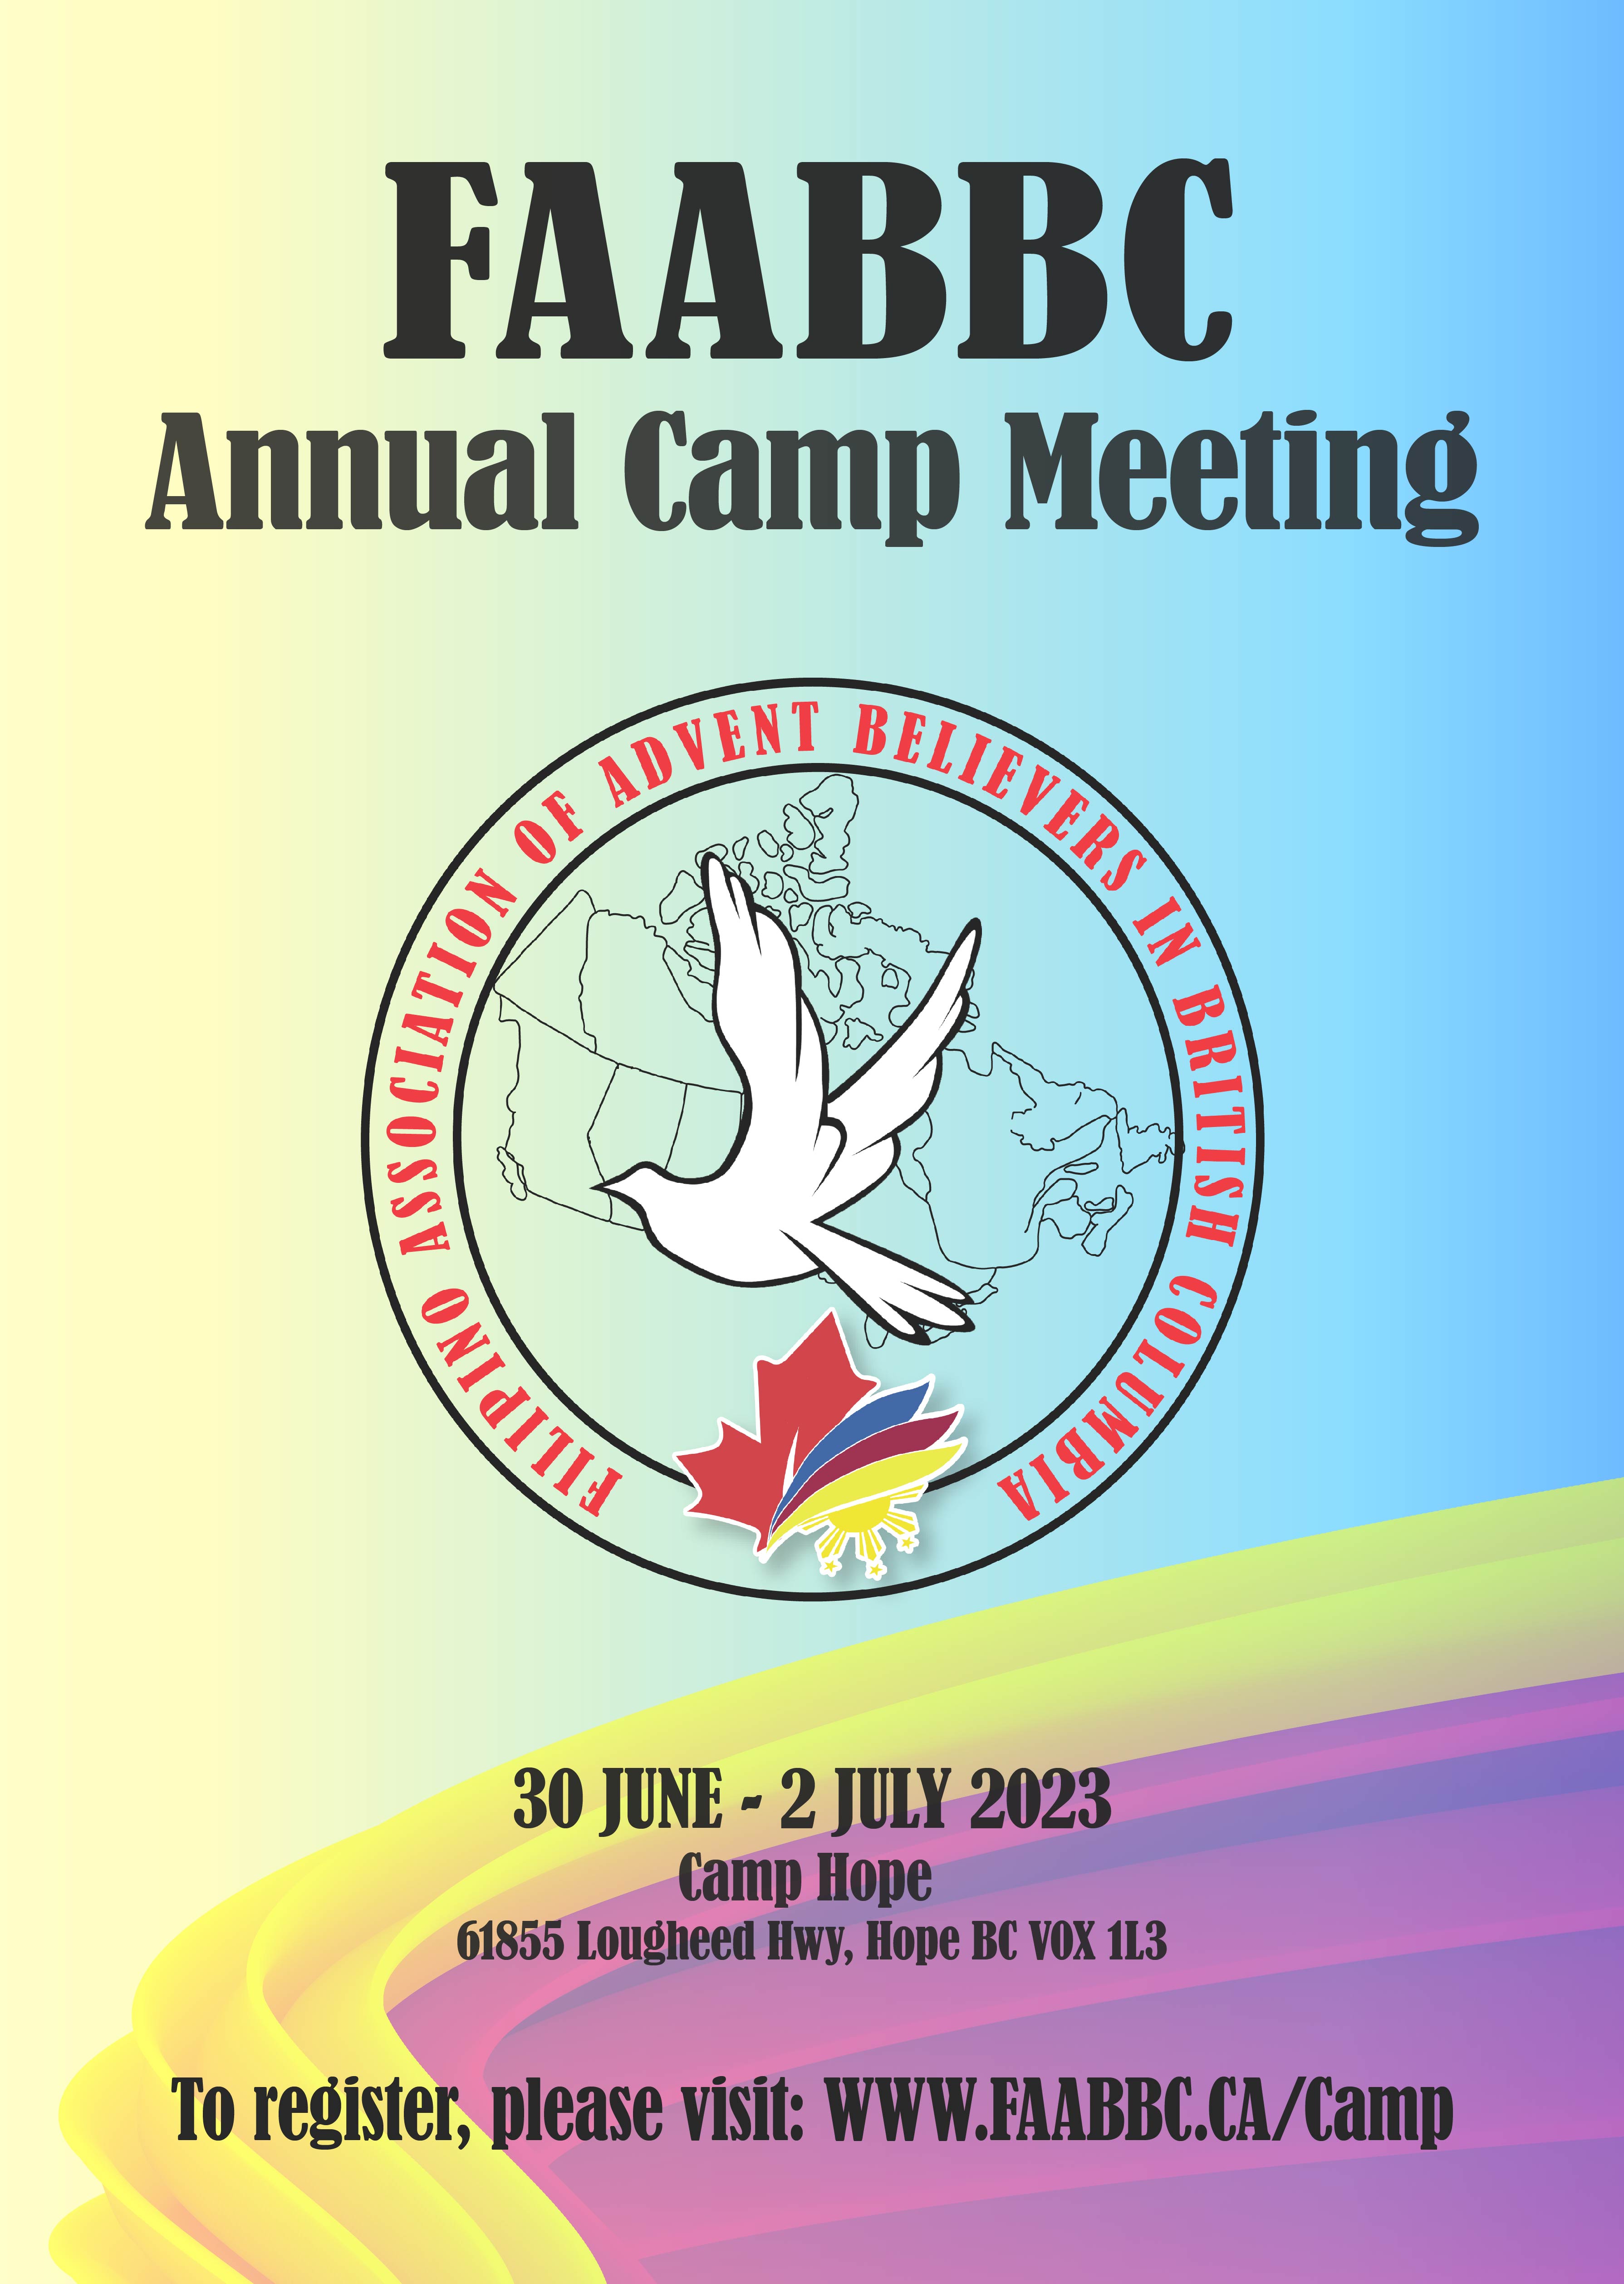 FAABBC
Annual Camp Meeting
FILIPINO ASSOCIATION OF ADVENT BELIEVERS IN BRITISH COLUMBIA
30 JUNE - 2 JULY 2023
Camp Hope
61855 Lougheed Hwy, Hope BC V0X 1L3
To register, please visit: WWW.FAABBC.CA/Camp